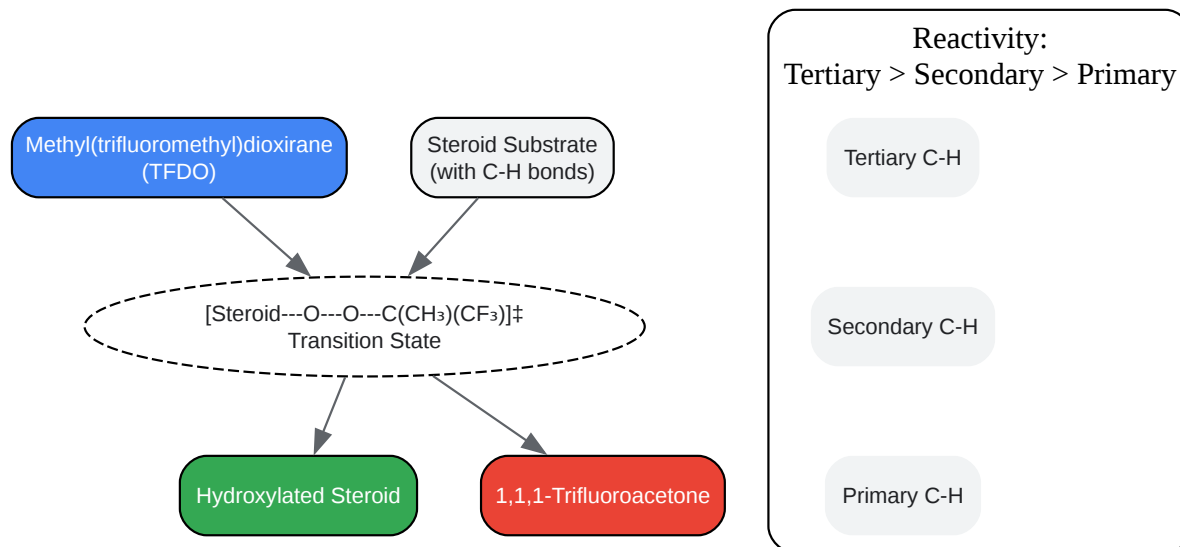 Methyl(trifluoromethyl)dioxirane
(TFDO)
Steroid Substrate
(with C-H bonds)
[Steroid---O---O---C(CH₃)(CF₃)]‡
Transition State
Hydroxylated Steroid
1,1,1-Trifluoroacetone
Reactivity:
Tertiary > Secondary > Primary
Tertiary C-H
Secondary C-H
Primary C-H